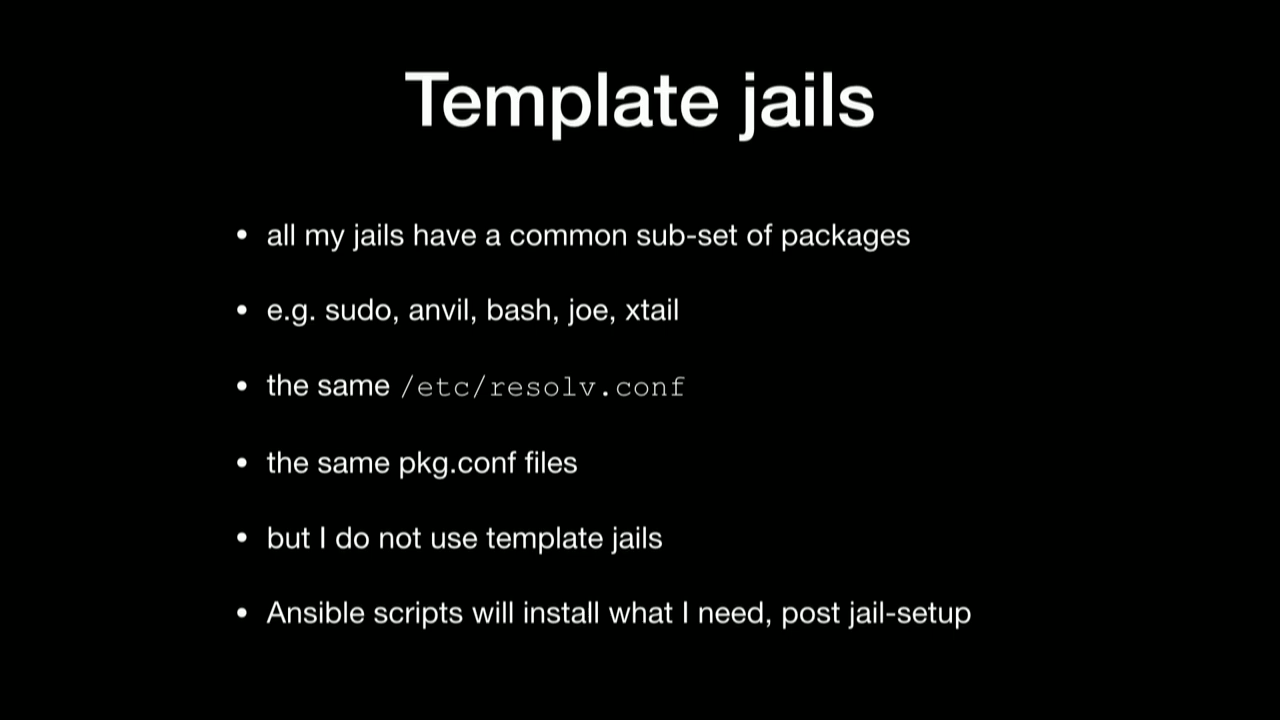 Template jails
• all my jails have a common sub-set of packages
• e.g. sudo, anvil, bash, joe, xtail
• the same /etc/resolv.conf
• the same pkg.conf files
• but I do not use template jails
• Ansible scripts will install what I need, post jail-setup